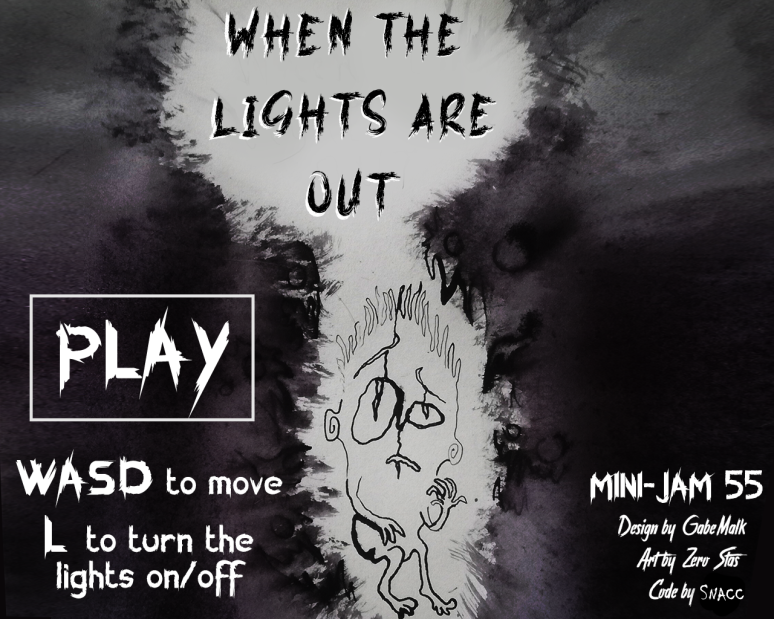 WHEN THE
LIGHTS ARE
OUT
PLAY
WASD to move
L to turn the
lights on/off
MINI-JAM 55
Design by GabeMalk
Art by Zero Stas
Code by SNACC